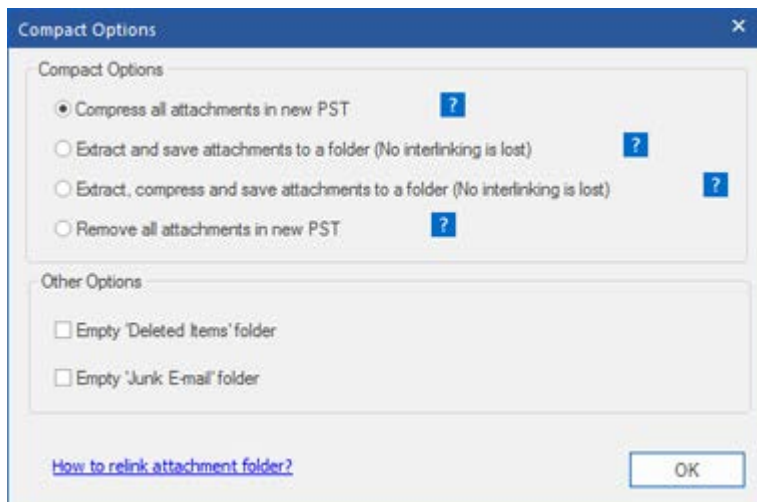 Compact Options
Compact Options
Compress all attachments in new PST ?
Extract and save attachments to a folder (No interlinking is lost) ?
Extract, compress and save attachments to a folder (No interlinking is lost) ?
Remove all attachments in new PST ?
Other Options
Empty 'Deleted Items' folder
Empty 'Junk E-mail' folder
How to relink attachment folder?
OK